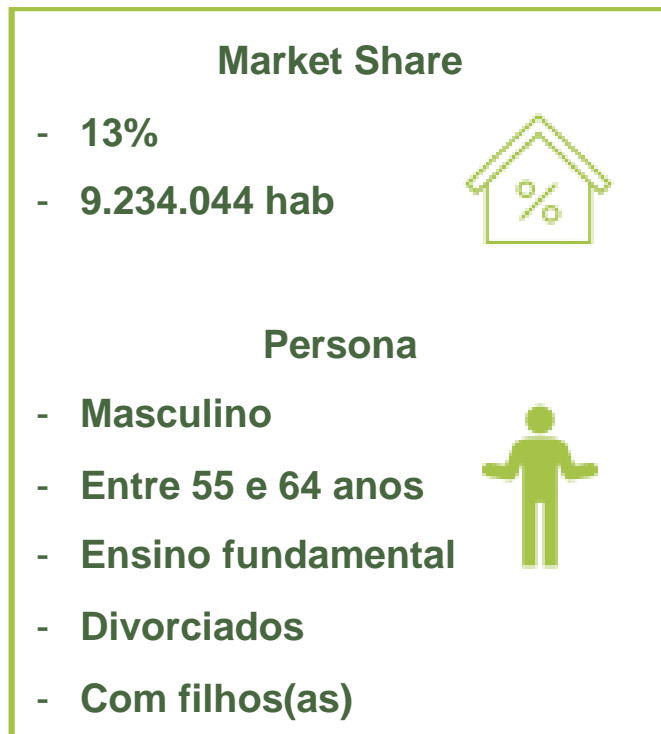 Market Share
- 13%
- 9.234.044 hab
%
Persona
- Masculino
- Entre 55 e 64 anos
- Ensino fundamental
- Divorciados
- Com filhos(as)